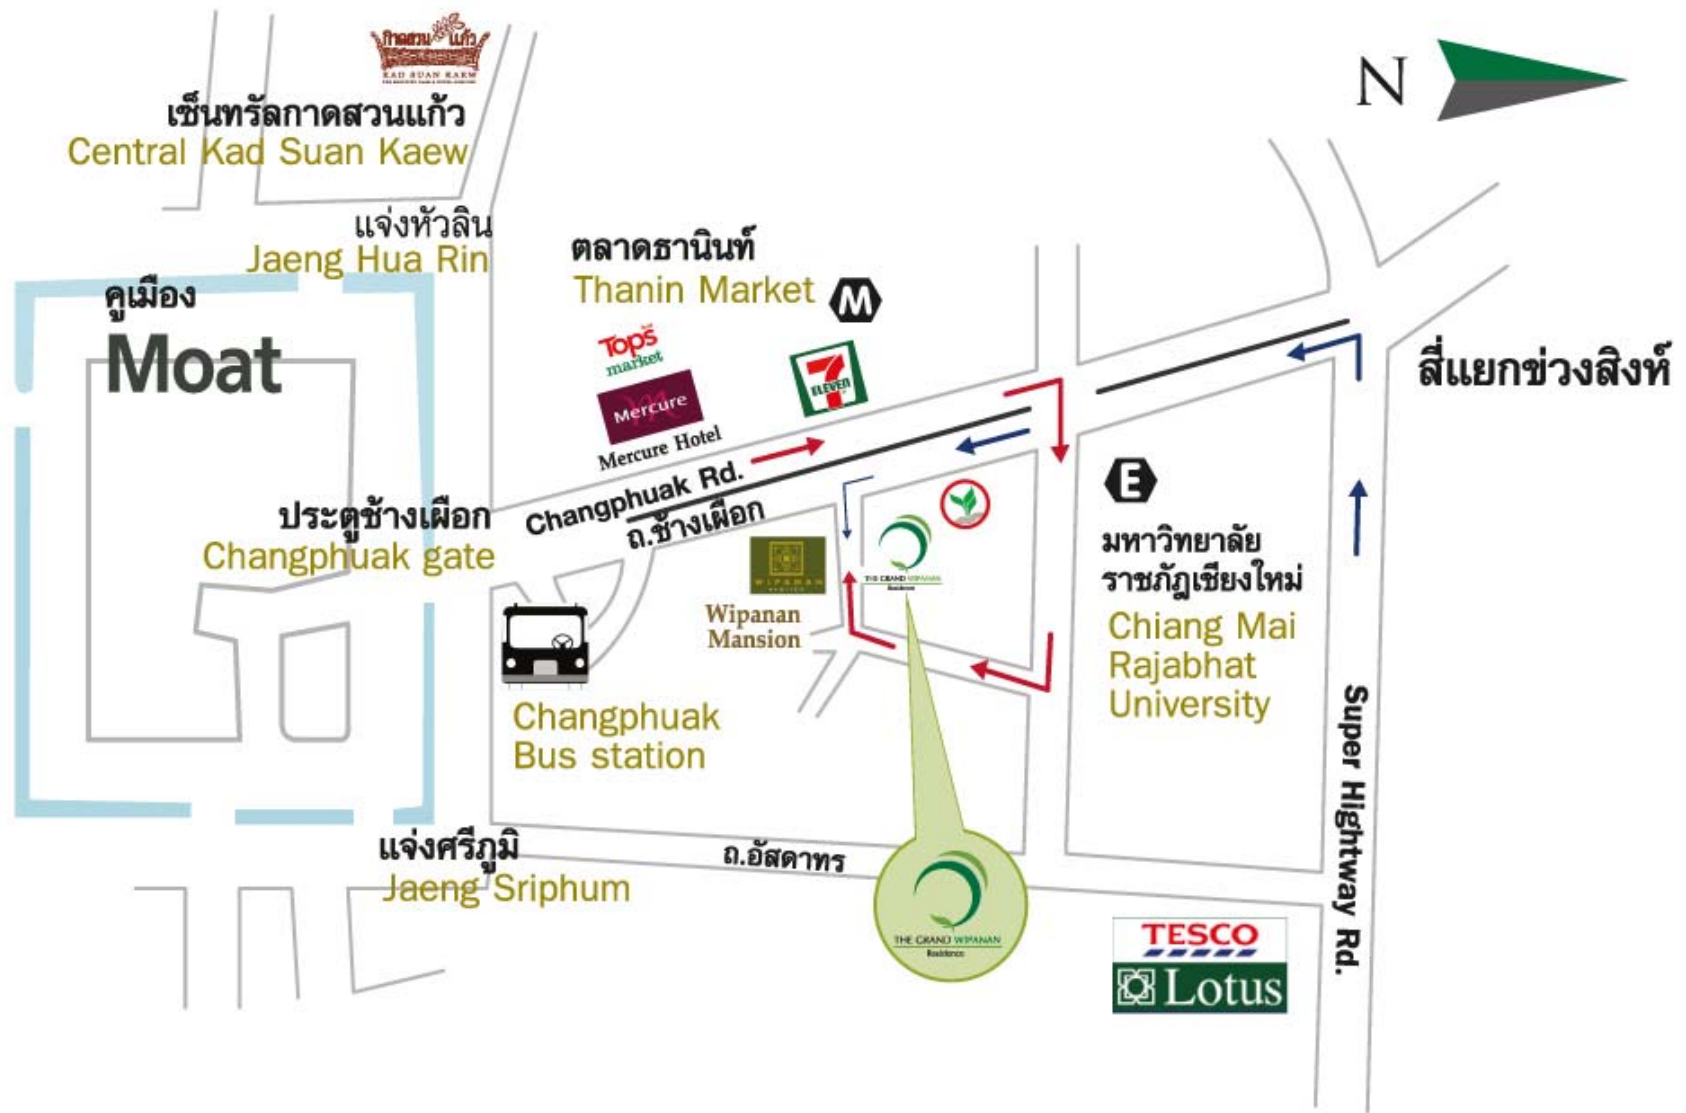 กาดสวนแก้ว
KAD SUAN KAEW
เซ็นทรัลกาดสวนแก้ว
Central Kad Suan Kaew
N
แจ่งหัวลิน
Jaeng Hua Rin
คูเมือง
Moat
ตลาดธานินท์
Thanin Market
M
Tops
market
7
ELEVEN
Mercure
Mercure Hotel
สี่แยกข่วงสิงห์
Changphuak Rd.
ถ.ช้างเผือก
ประตูช้างเผือก
Changphuak gate
E
มหาวิทยาลัย
ราชภัฎเชียงใหม่
Chiang Mai
Rajabhat
University
WIPANAN
Wipanan
Mansion
THE GRAND WIPANAN
Residence
Changphuak
Bus station
Super Hightway Rd.
แจ่งศรีภูมิ
Jaeng Sriphum
ถ.อัสดาทร
THE GRAND WIPANAN
Residence
TESCO
Lotus